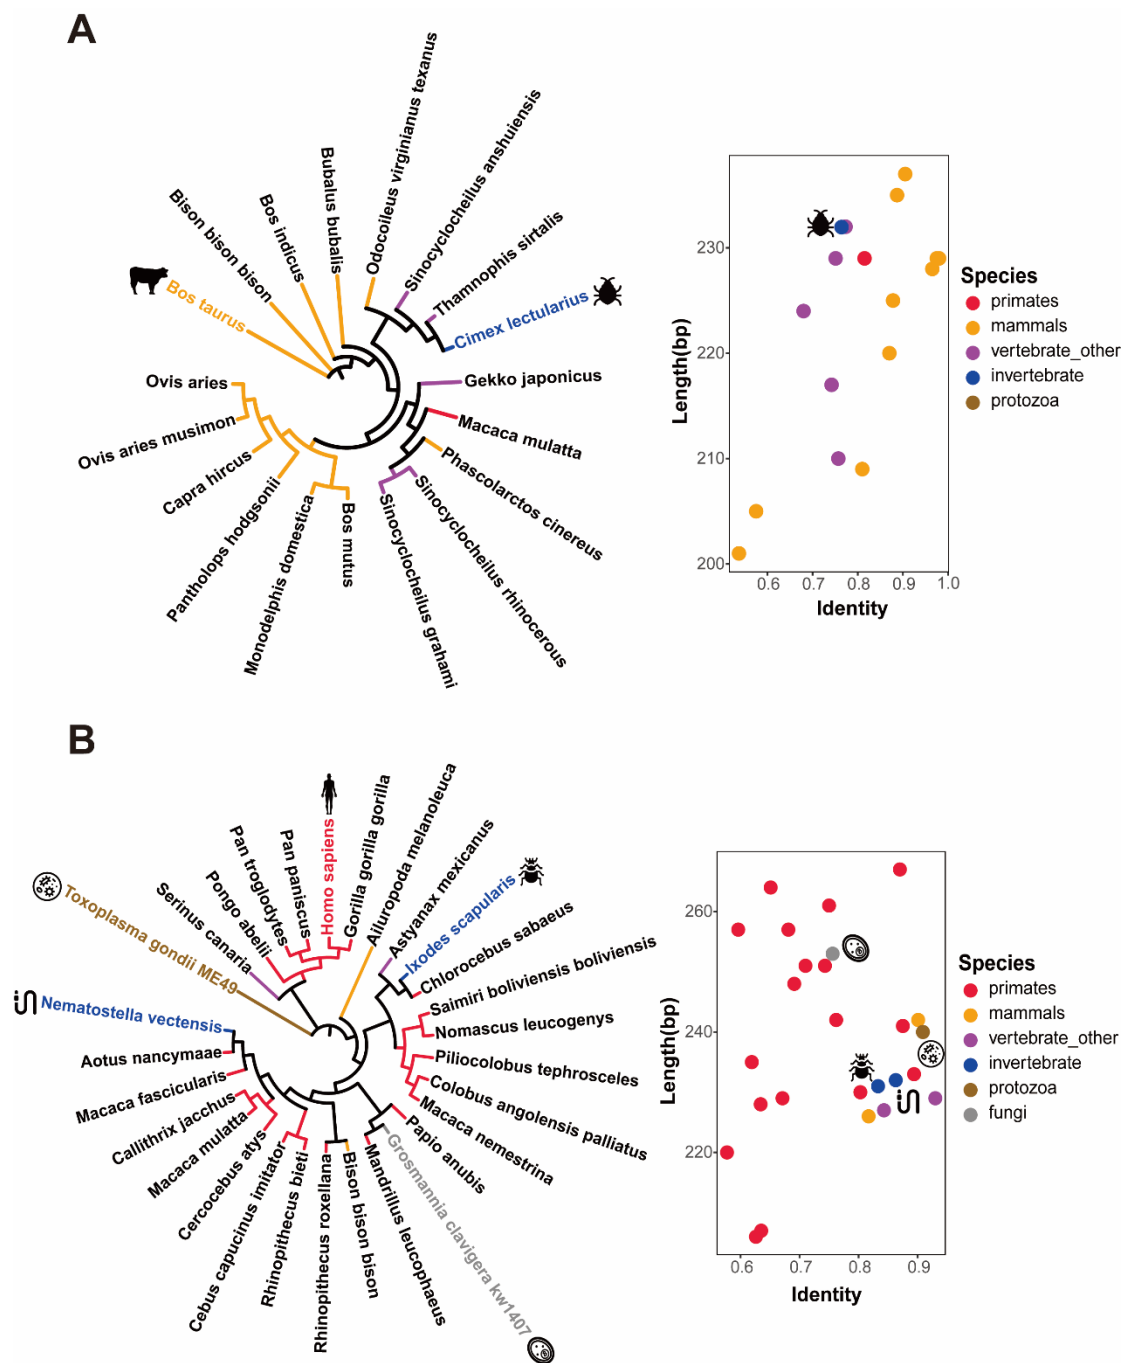 A
Odocoileus virginianus texanus
Sinocyclocheilus anshuiensis
Bubalus bubalis
Bos indicus
Bison bison bison
Thamnophis sirtalis
Bos taurus
Cimex lectularius
Ovis aries
Gekko japonicus
Ovis aries musimon
Macaca mulatta
Capra hircus
Phascolarctos cinereus
Pantholops hodgsonii
Sinocyclocheilus rhinocerous
Monodelphis domestica
Bos mutus
Sinocyclocheilus grahami
Length(bp)
230
220
210
200
0.6 0.7 0.8 0.9 1.0
Identity
Species
primates
mammals
vertebrate_other
invertebrate
protozoa
B
Homo sapiens
Gorilla gorilla gorilla
Ailuropoda melanoleuca
Pan paniscus
Pan troglodytes
Astyanax mexicanus
Pongo abelii
Ixodes scapularis
Serinus canaria
Toxoplasma gondii ME49
Chlorocebus sabaeus
Saimiri boliviensis boliviensis
Nematostella vectensis
Nomascus leucogenys
Aotus nancymaae
Piliocolobus tephrosceles
Macaca fascicularis
Colobus angolensis palliatus
Callithrix jacchus
Macaca nemestrina
Macaca mulatta
Papio anubis
Cercocebus atys
Grosmannia clavigera kw1407
Cebus capucinus imitator
Mandrillus leucophaeus
Rhinopithecus bieti
Bison bison bison
Rhinopithecus roxellana
Length(bp)
260
240
220
0.6 0.7 0.8 0.9
Identity
Species
primates
mammals
vertebrate_other
invertebrate
protozoa
fungi